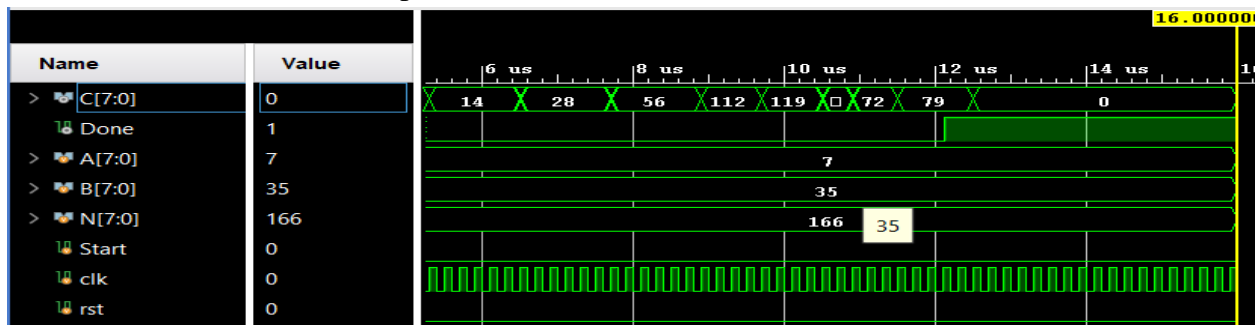 16.00000
Name Value
6 us 8 us 10 us 12 us 14 us
> C[7:0] 0 14 28 56 112 119 72 79 0
Done 1
> A[7:0] 7 7
> B[7:0] 35 35
> N[7:0] 166 166 35
Start 0
clk 0
rst 0